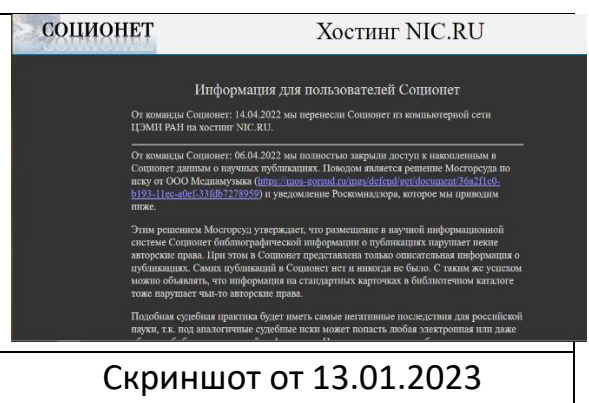 СОЦИОНЕТ
Хостинг NIC.RU
Информация для пользователей Соционет
От команды Соционет: 14.04.2022 мы перенесли Соционет из компьютерной сети
ЦЭМИ РАН на хостинг NIC.RU.
От команды Соционет: 06.04.2022 мы полностью закрыли доступ к накопленным в
Соционет данным о научных публикациях. Поводом является решение Мосгорсуда по
иску от ООО Медиамузыка (https://mos-gorsud.ru/mgs/defend/get/document/36a2f1c0-
b193-11ec-a0ef-33fdb7278959) и уведомление Роскомнадзора, которое мы приводим
ниже.
Этим решением Мосгорсуд утверждает, что размещение в научной информационной
системе Соционет библиографической информации о публикациях нарушает некие
авторские права. При этом в Соционет представлена только описательная информация о
публикациях. Самих публикаций в Соционет нет и никогда не было. С таким же успехом
можно объявлять, что информация на стандартных карточках в библиотечном каталоге
тоже нарушает чьи-то авторские права.
Подобная судебная практика будет иметь самые негативные последствия для российской
науки, т.к. под аналогичные судебные иски может попасть любая электронная или даже
Скриншот от 13.01.2023